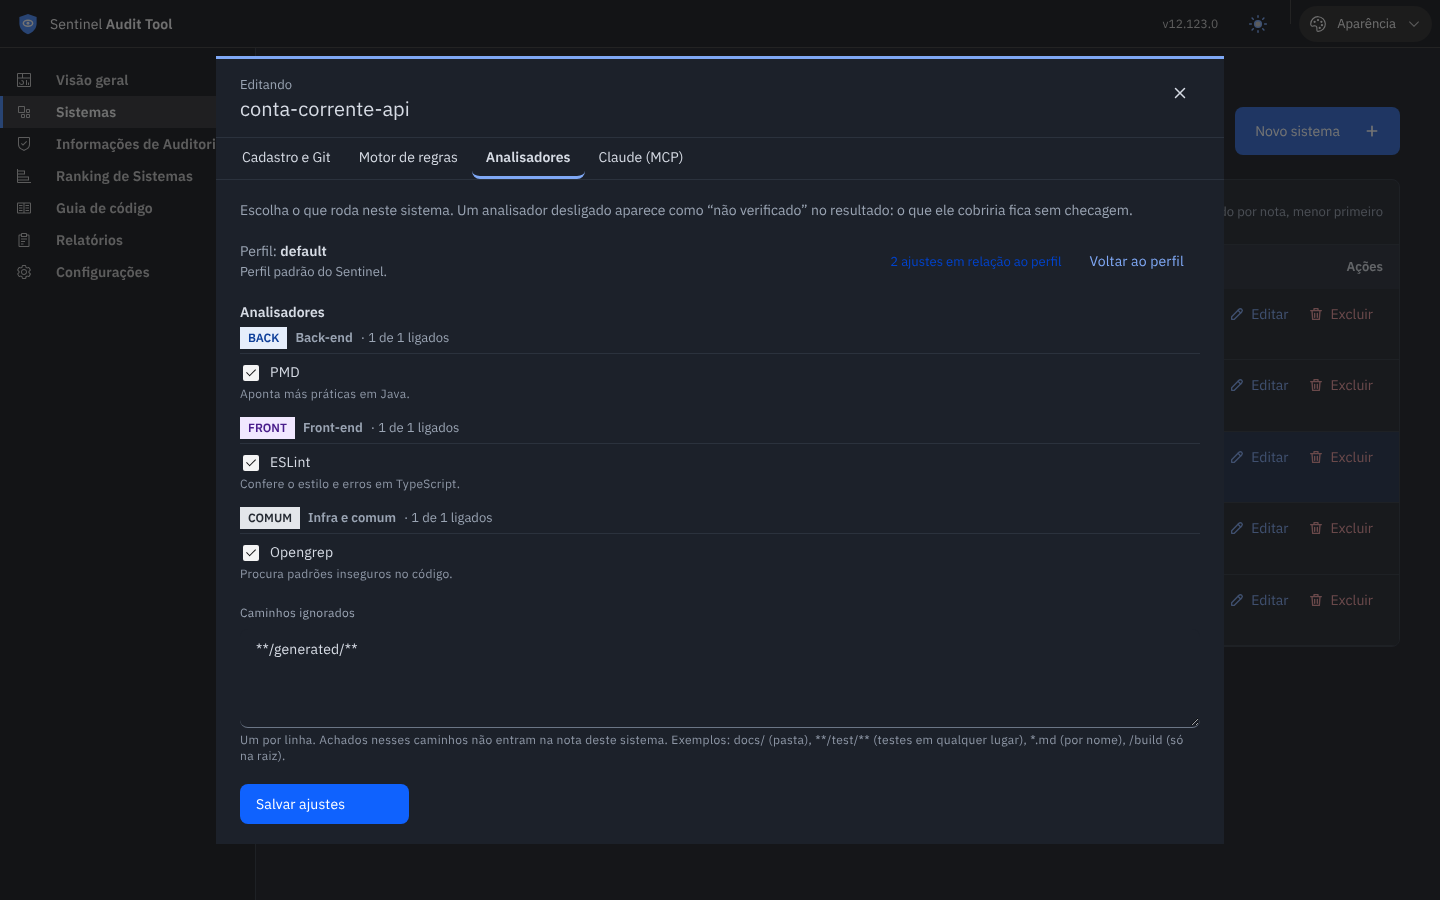 Sentinel Audit Tool
v12.123.0
Aparência
Visão geral
Sistemas
Informações de Auditori
Ranking de Sistemas
Guia de código
Relatórios
Configurações
Editando
conta-corrente-api
Cadastro e Git
Motor de regras
Analisadores
Claude (MCP)
Escolha o que roda neste sistema. Um analisador desligado aparece como “não verificado” no resultado: o que ele cobriria fica sem checagem.
Perfil: default
Perfil padrão do Sentinel.
2 ajustes em relação ao perfil
Voltar ao perfil
Analisadores
BACK Back-end · 1 de 1 ligados
PMD
Aponta más práticas em Java.
FRONT Front-end · 1 de 1 ligados
ESLint
Confere o estilo e erros em TypeScript.
COMUM Infra e comum · 1 de 1 ligados
Opengrep
Procura padrões inseguros no código.
Caminhos ignorados
**/generated/**
Um por linha. Achados nesses caminhos não entram na nota deste sistema. Exemplos: docs/ (pasta), **/test/** (testes em qualquer lugar), *.md (por nome), /build (só
na raiz).
Salvar ajustes
Novo sistema
por nota, menor primeiro
Ações
Editar Excluir
Editar Excluir
Editar Excluir
Editar Excluir
Editar Excluir